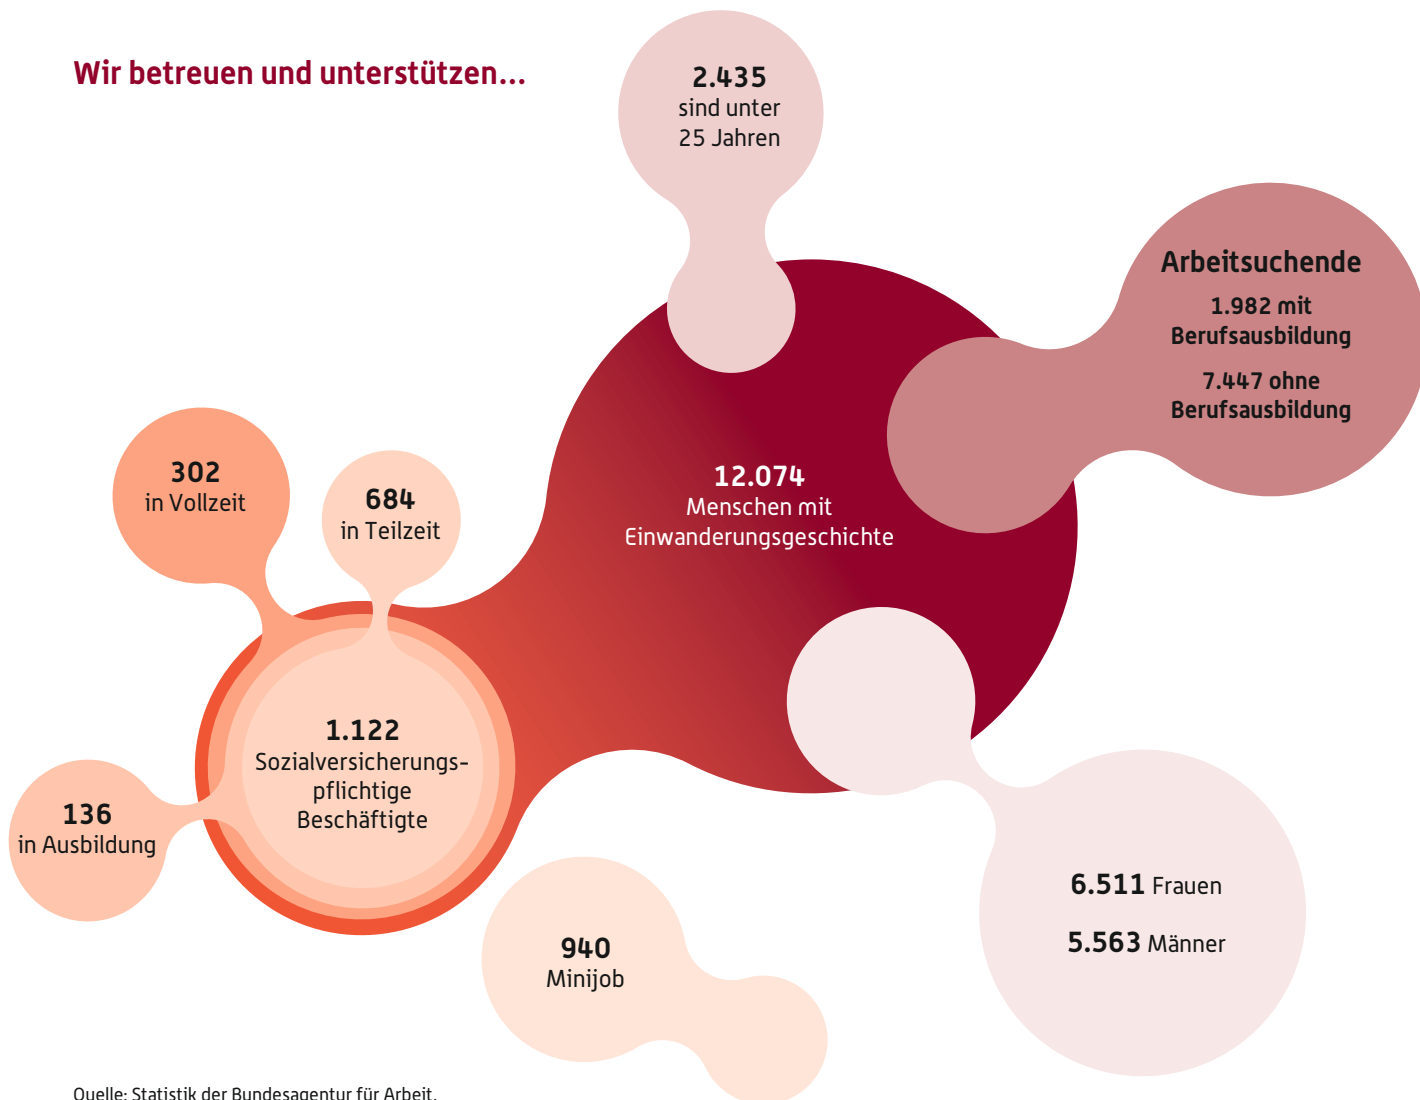 Wir betreuen und unterstützen...
2.435
sind unter
25 Jahren
Arbeitsuchende
1.982 mit
Berufsausbildung
7.447 ohne
Berufsausbildung
302
in Vollzeit
684
in Teilzeit
12.074
Menschen mit
Einwanderungsgeschichte
1.122
Sozialversicherungs-
pflichtige
Beschäftigte
136
in Ausbildung
6.511 Frauen
5.563 Männer
940
Minijob
Quelle: Statistik der Bundesagentur für Arbeit.